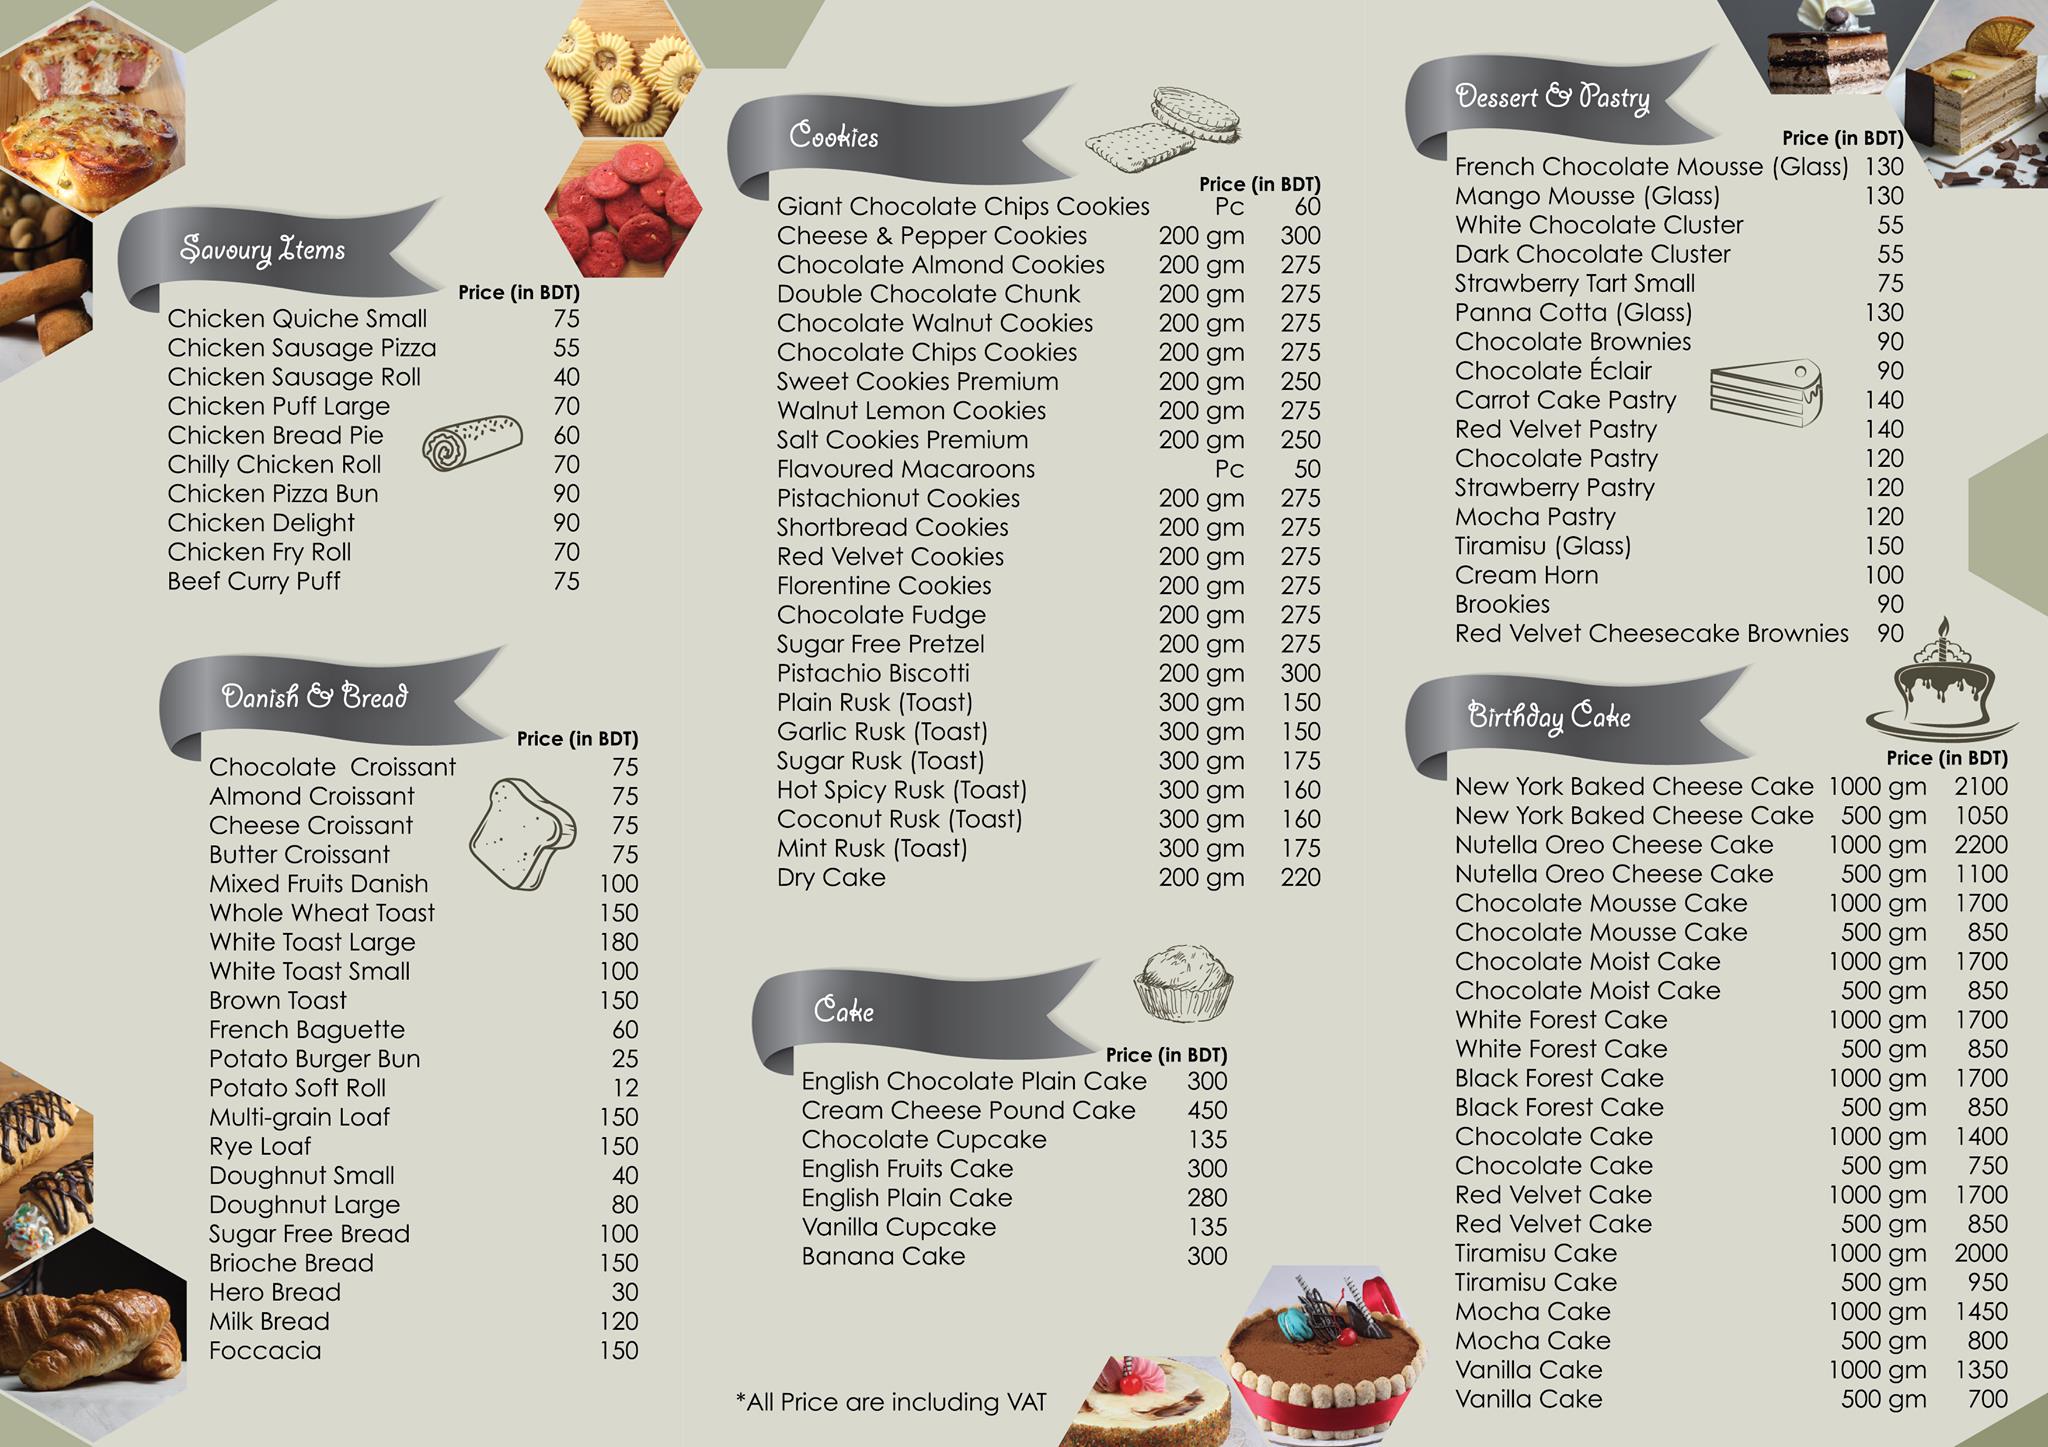 Savoury Items
Price (in BDT)
Chicken Quiche Small 75
Chicken Sausage Pizza 55
Chicken Sausage Roll 40
Chicken Puff Large 70
Chicken Bread Pie 60
Chilly Chicken Roll 70
Chicken Pizza Bun 90
Chicken Delight 90
Chicken Fry Roll 70
Beef Curry Puff 75
Danish & Bread
Price (in BDT)
Chocolate Croissant 75
Almond Croissant 75
Cheese Croissant 75
Butter Croissant 75
Mixed Fruits Danish 100
Whole Wheat Toast 150
White Toast Large 180
White Toast Small 100
Brown Toast 150
French Baguette 60
Potato Burger Bun 25
Potato Soft Roll 12
Multi-grain Loaf 150
Rye Loaf 150
Doughnut Small 40
Doughnut Large 80
Sugar Free Bread 100
Brioche Bread 150
Hero Bread 30
Milk Bread 120
Foccacia 150
Cookies
Price (in BDT)
Giant Chocolate Chips Cookies Pc 60
Cheese & Pepper Cookies 200 gm 300
Chocolate Almond Cookies 200 gm 275
Double Chocolate Chunk 200 gm 275
Chocolate Walnut Cookies 200 gm 275
Chocolate Chips Cookies 200 gm 275
Sweet Cookies Premium 200 gm 250
Walnut Lemon Cookies 200 gm 275
Salt Cookies Premium 200 gm 250
Flavoured Macaroons Pc 50
Pistachionut Cookies 200 gm 275
Shortbread Cookies 200 gm 275
Red Velvet Cookies 200 gm 275
Florentine Cookies 200 gm 275
Chocolate Fudge 200 gm 275
Sugar Free Pretzel 200 gm 275
Pistachio Biscotti 200 gm 300
Plain Rusk (Toast) 300 gm 150
Garlic Rusk (Toast) 300 gm 150
Sugar Rusk (Toast) 300 gm 175
Hot Spicy Rusk (Toast) 300 gm 160
Coconut Rusk (Toast) 300 gm 160
Mint Rusk (Toast) 300 gm 175
Dry Cake 200 gm 220
Cake
Price (in BDT)
English Chocolate Plain Cake 300
Cream Cheese Pound Cake 450
Chocolate Cupcake 135
English Fruits Cake 300
English Plain Cake 280
Vanilla Cupcake 135
Banana Cake 300
*All Price are including VAT
Dessert & Pastry
Price (in BDT)
French Chocolate Mousse (Glass) 130
Mango Mousse (Glass) 130
White Chocolate Cluster 55
Dark Chocolate Cluster 55
Strawberry Tart Small 75
Panna Cotta (Glass) 130
Chocolate Brownies 90
Chocolate Éclair 90
Carrot Cake Pastry 140
Red Velvet Pastry 140
Chocolate Pastry 120
Strawberry Pastry 120
Mocha Pastry 120
Tiramisu (Glass) 150
Cream Horn 100
Brookies 90
Red Velvet Cheesecake Brownies 90
Birthday Cake
Price (in BDT)
New York Baked Cheese Cake 1000 gm 2100
New York Baked Cheese Cake 500 gm 1050
Nutella Oreo Cheese Cake 1000 gm 2200
Nutella Oreo Cheese Cake 500 gm 1100
Chocolate Mousse Cake 1000 gm 1700
Chocolate Mousse Cake 500 gm 850
Chocolate Moist Cake 1000 gm 1700
Chocolate Moist Cake 500 gm 850
White Forest Cake 1000 gm 1700
White Forest Cake 500 gm 850
Black Forest Cake 1000 gm 1700
Black Forest Cake 500 gm 850
Chocolate Cake 1000 gm 1400
Chocolate Cake 500 gm 750
Red Velvet Cake 1000 gm 1700
Red Velvet Cake 500 gm 850
Tiramisu Cake 1000 gm 2000
Tiramisu Cake 500 gm 950
Mocha Cake 1000 gm 1450
Mocha Cake 500 gm 800
Vanilla Cake 1000 gm 1350
Vanilla Cake 500 gm 700